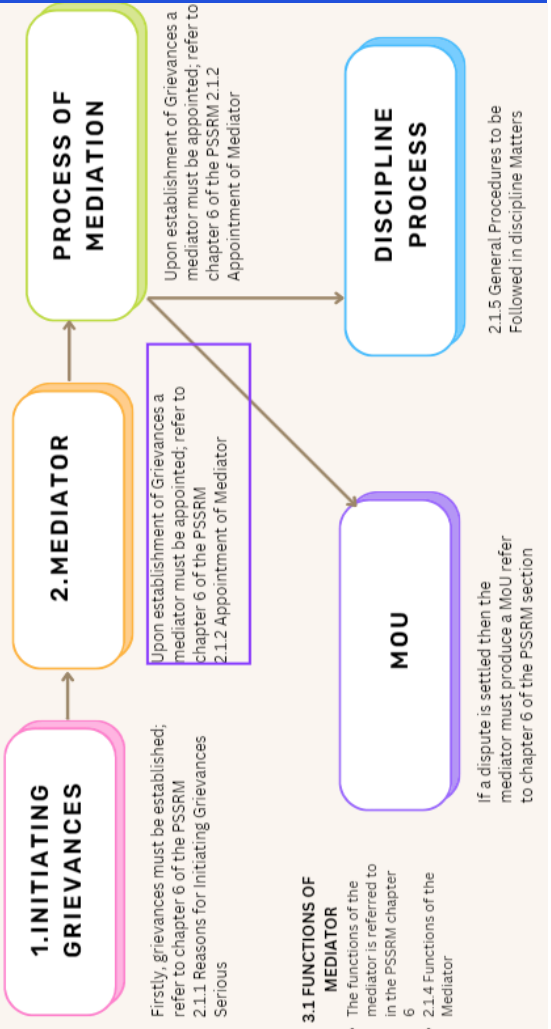 1.INITIATING
GRIEVANCES
Firstly, grievances must be established;
refer to chapter 6 of the PSSRM
2.1.1 Reasons for Initiating Grievances
Serious
2.MEDIATOR
Upon establishment of Grievances a
mediator must be appointed; refer to
chapter 6 of the PSSRM
2.1.2 Appointment of Mediator
PROCESS OF
MEDIATION
Upon establishment of Grievances a
mediator must be appointed; refer to
chapter 6 of the PSSRM 2.1.2
Appointment of Mediator
3.1 FUNCTIONS OF
MEDIATOR
The functions of the
mediator is referred to
in the PSSRM chapter
6
2.1.4 Functions of the
Mediator
MOU
If a dispute is settled then the
mediator must produce a MoU refer
to chapter 6 of the PSSRM section
DISCIPLINE
PROCESS
2.1.5 General Procedures to be
Followed in discipline Matters